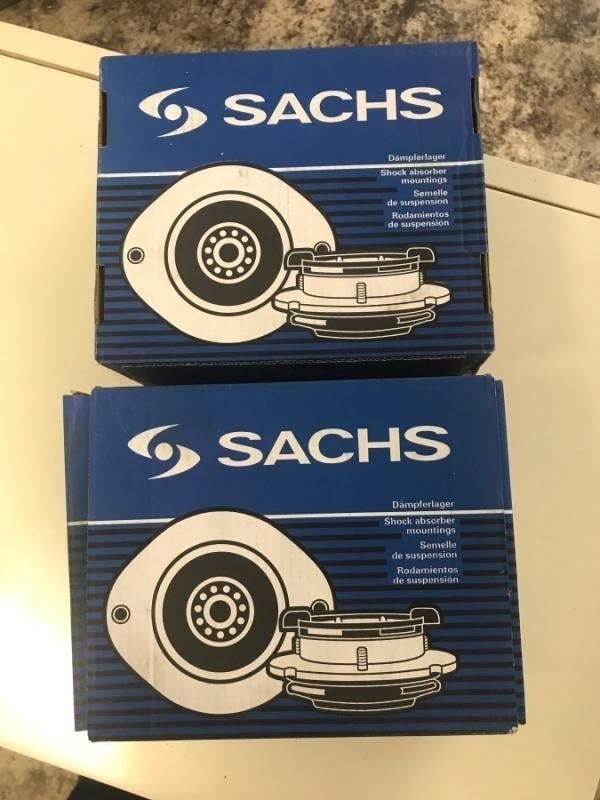 SACHS
Dämpferlager
Shock absorber
mountings
Semelle
de suspension
Rodamientos
de suspensión
SACHS
Dämpferlager
Shock absorber
mountings
Semelle
de suspension
Rodamientos
de suspensión